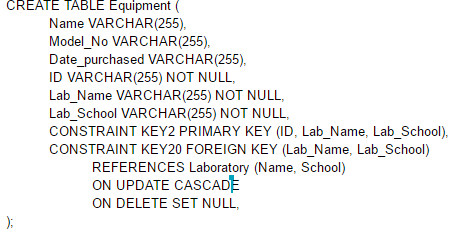 CREATE TABLE Equipment (
Name VARCHAR(255),
Model_No VARCHAR(255),
Date_purchased VARCHAR(255),
ID VARCHAR(255) NOT NULL,
Lab_Name VARCHAR(255) NOT NULL,
Lab_School VARCHAR(255) NOT NULL,
CONSTRAINT KEY2 PRIMARY KEY (ID, Lab_Name, Lab_School),
CONSTRAINT KEY20 FOREIGN KEY (Lab_Name, Lab_School)
REFERENCES Laboratory (Name, School)
ON UPDATE CASCADE
ON DELETE SET NULL,
);